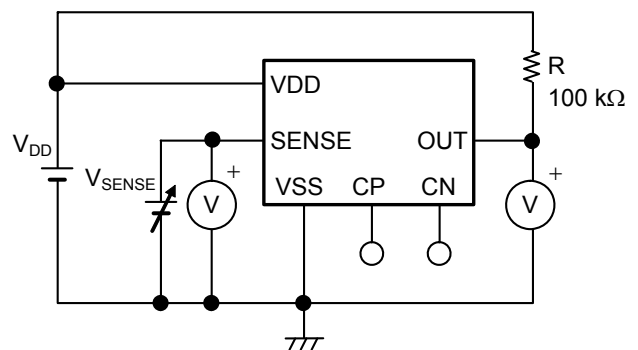 R
100 kΩ
VDD
VDD
SENSE
OUT
VSENSE
+
+
V
VSS
CP
CN
V